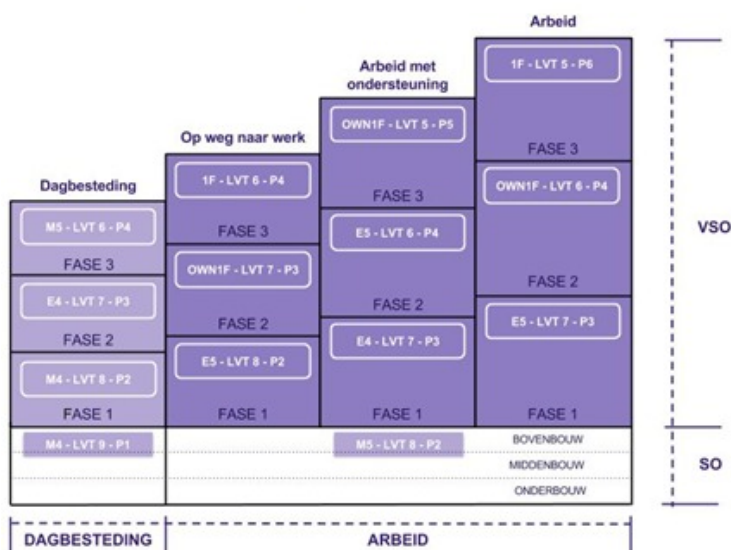 Arbeid
1F - LVT 5 - P6
FASE 3
OWN1F - LVT 6 - P4
FASE 2
E5 - LVT 7 - P3
FASE 1
Arbeid met
ondersteuning
OWN1F - LVT 5 - P5
FASE 3
E5 - LVT 6 - P4
FASE 2
E4 - LVT 7 - P3
FASE 1
Op weg naar werk
1F - LVT 6 - P4
FASE 3
OWN1F - LVT 7 - P3
FASE 2
E5 - LVT 8 - P2
FASE 1
Dagbesteding
M5 - LVT 6 - P4
FASE 3
E4 - LVT 7 - P3
FASE 2
M4 - LVT 8 - P2
FASE 1
VSO
M4 - LVT 9 - P1
M5 - LVT 8 - P2
BOVENBOUW
MIDDENBOUW
ONDERBOUW
SO
DAGBESTEDING
ARBEID